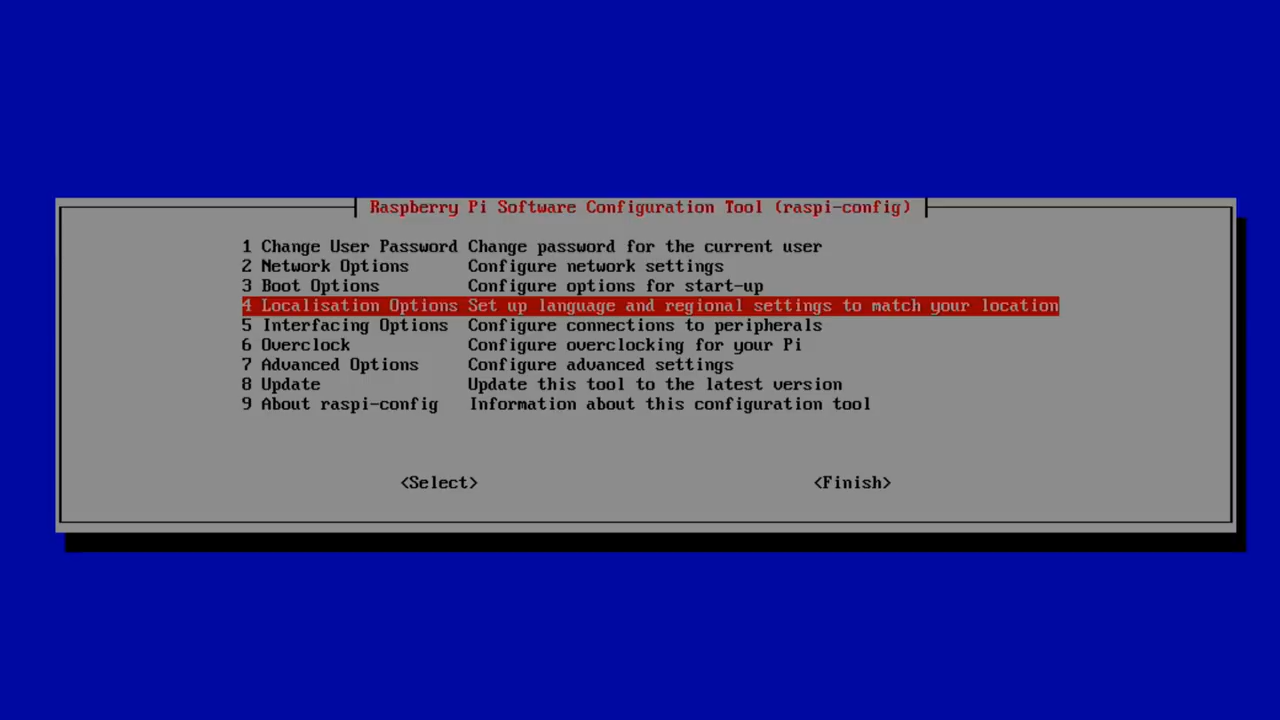 Raspberry Pi Software Configuration Tool (raspi-config)
1 Change User Password Change password for the current user
2 Network Options Configure network settings
3 Boot Options Configure options for start-up
4 Localisation Options Set up language and regional settings to match your location
5 Interfacing Options Configure connections to peripherals
6 Overclock Configure overclocking for your Pi
7 Advanced Options Configure advanced settings
8 Update Update this tool to the latest version
9 About raspi-config Information about this configuration tool
<Select> <Finish>